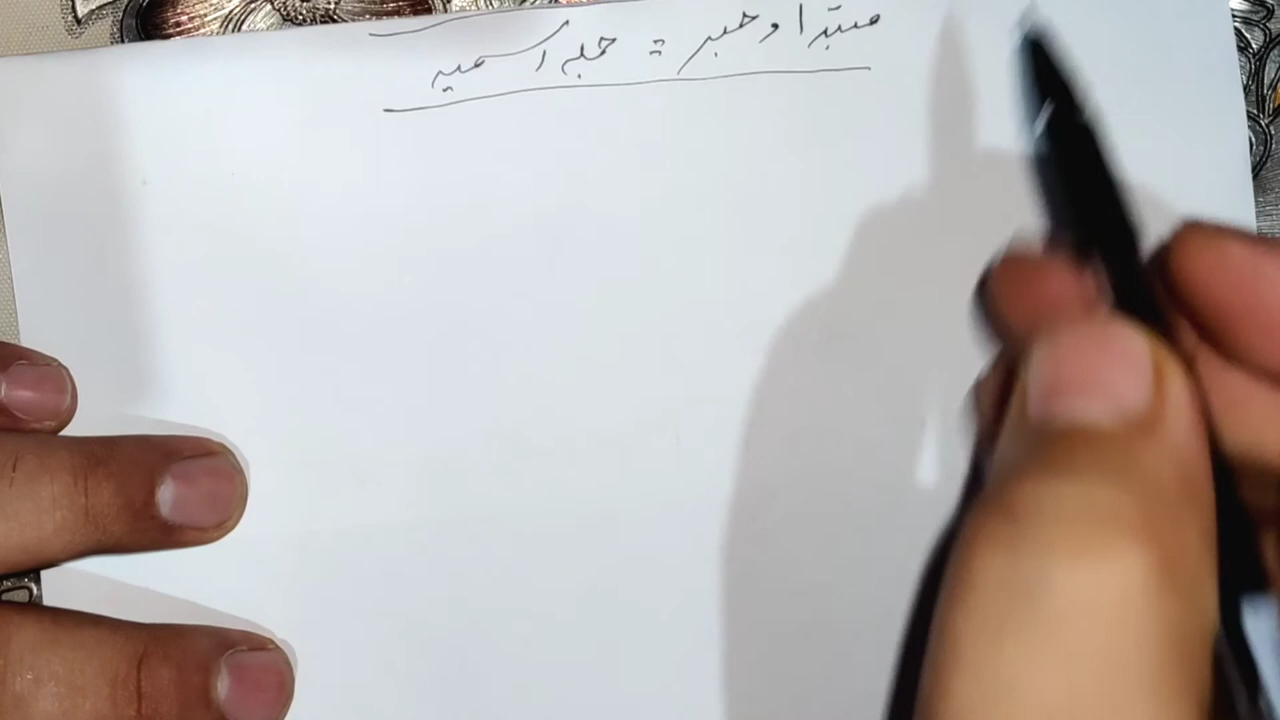 مبتدا و خبر = جملہ اسمیہ